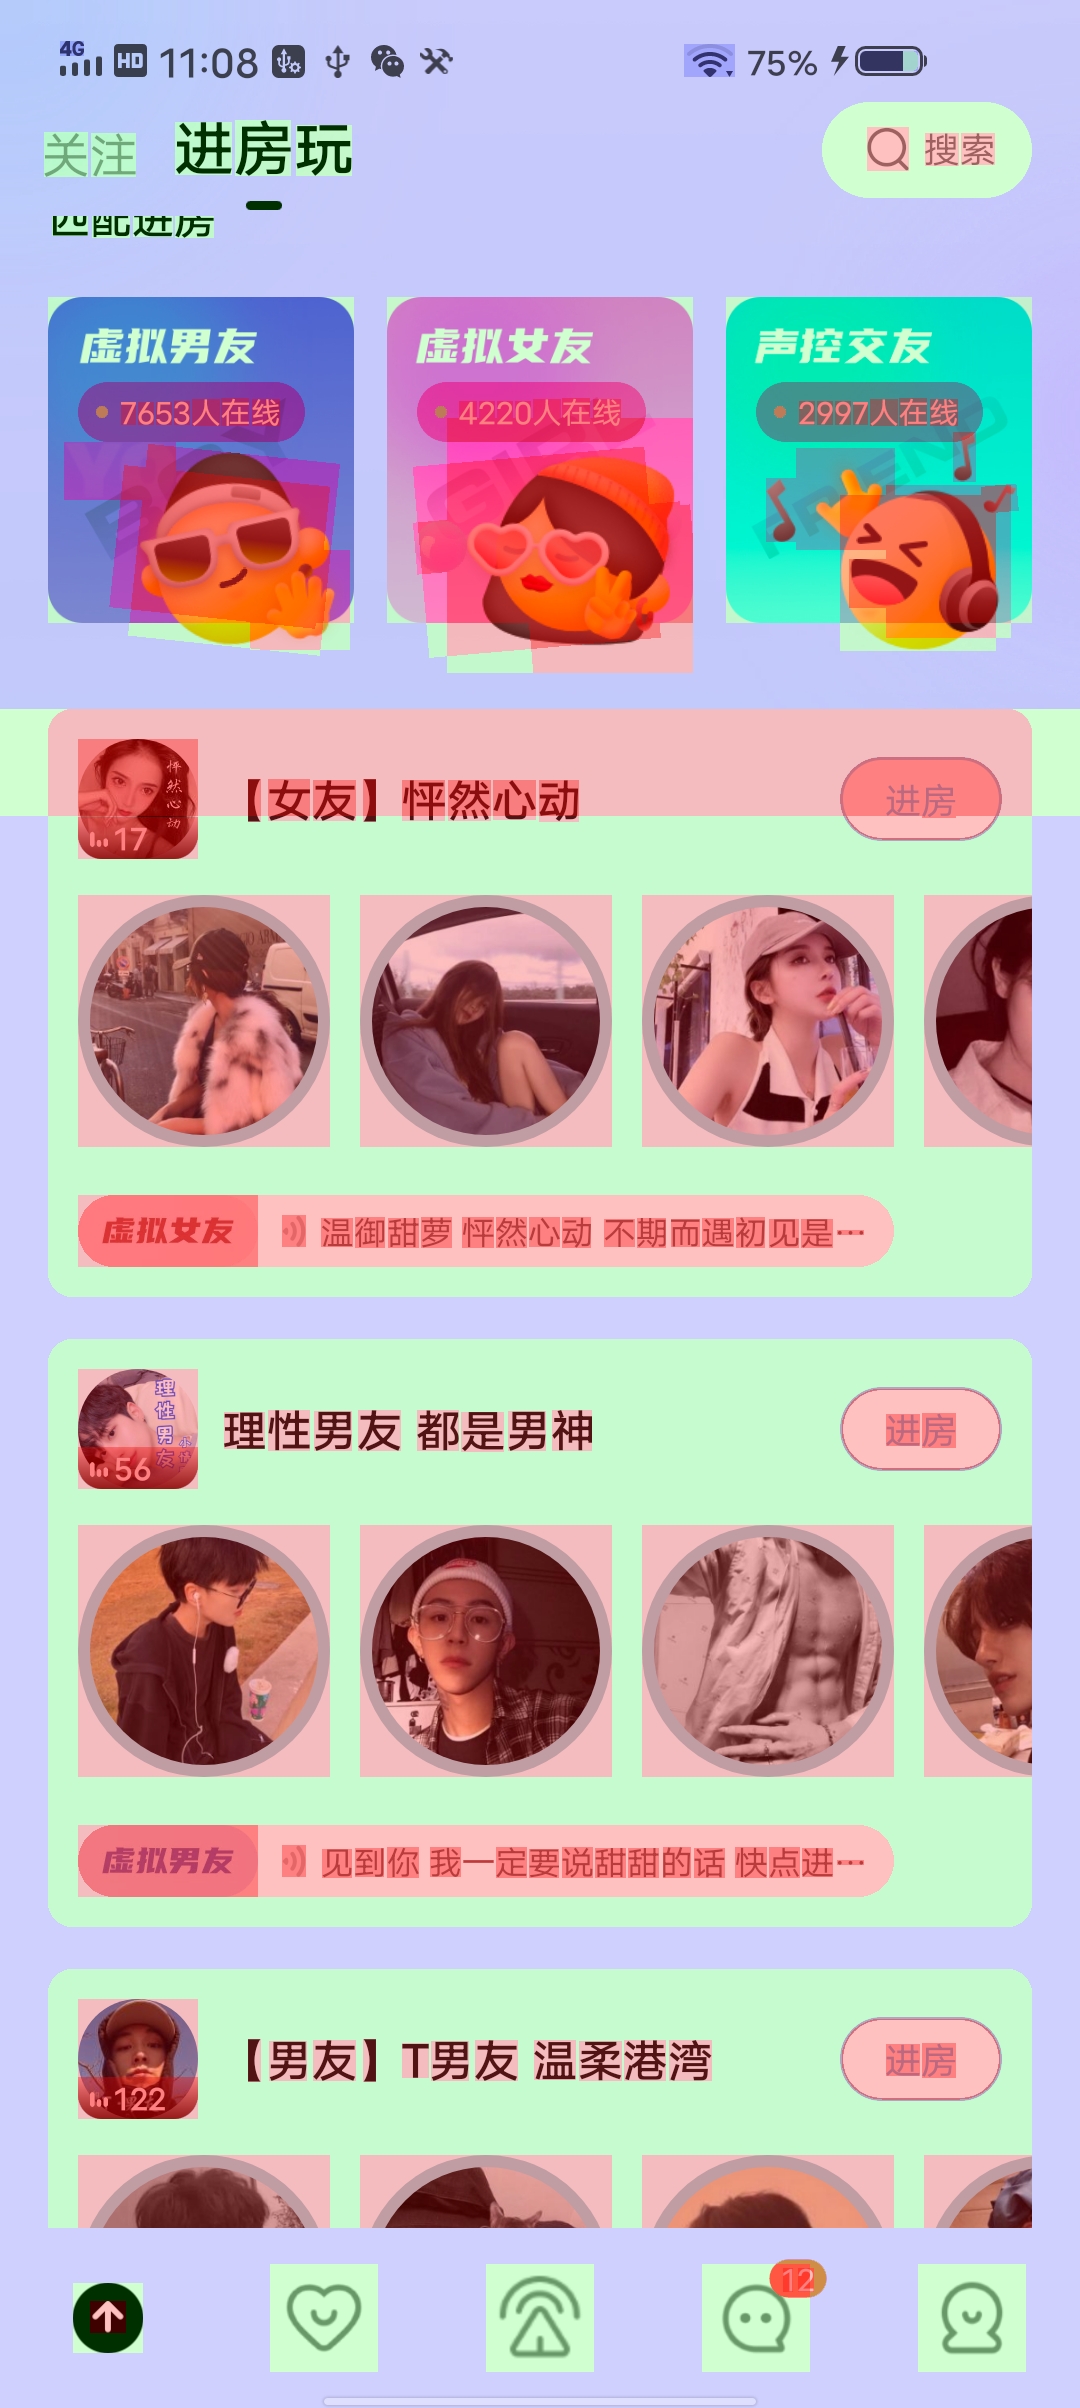 4G HD 11:08 75%
关注 进房玩 搜索
匹配进房
虚拟男友 虚拟女友 声控交友
7653人在线 4220人在线 2997人在线
BOY GIRL FRIEND
怦然心动
17 【女友】怦然心动 进房
虚拟女友 温御甜萝 怦然心动 不期而遇初见是…
理性男友
56 理性男友 都是男神 进房
虚拟男友 见到你 我一定要说甜甜的话 快点进…
122 【男友】T男友 温柔港湾 进房
12